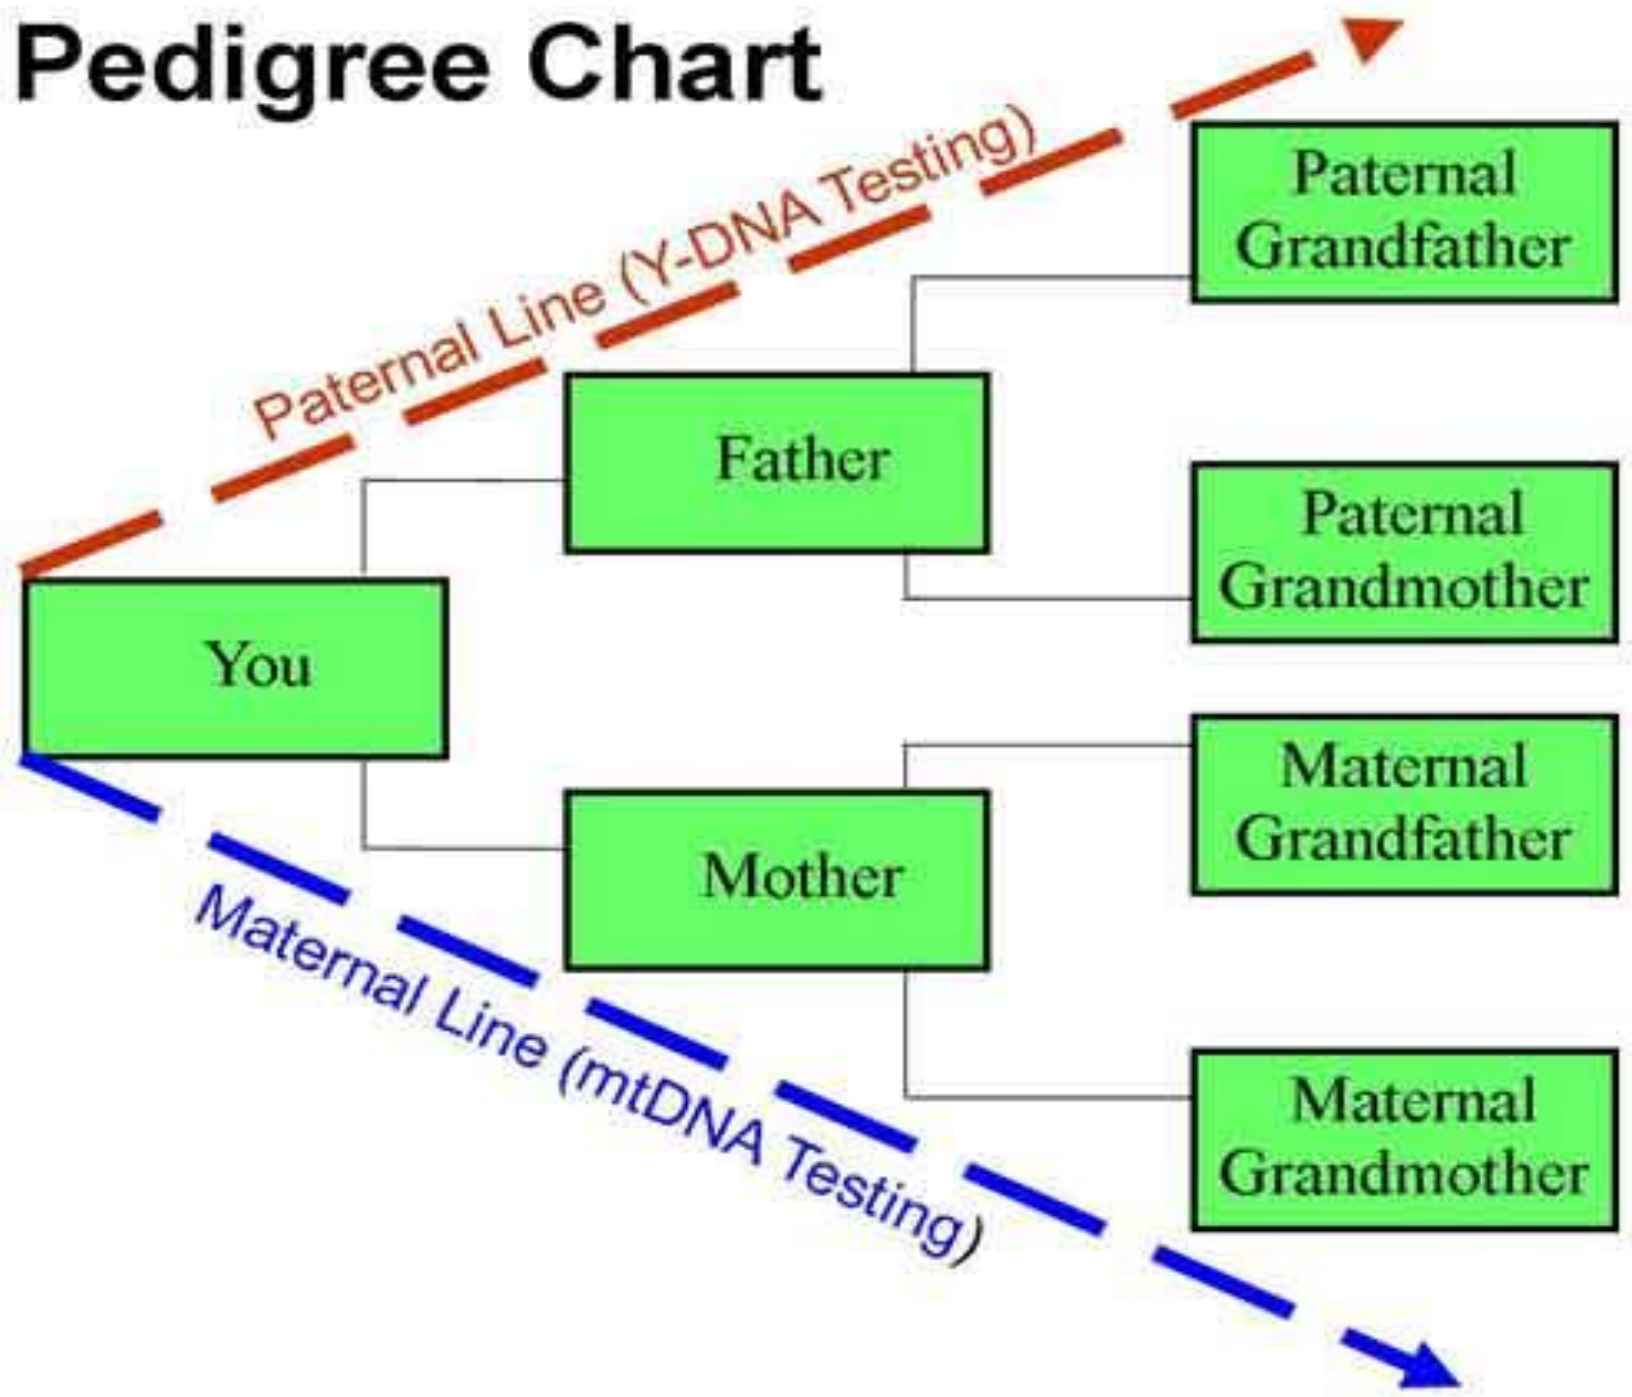 Pedigree Chart
Paternal Line (Y-DNA Testing)
Paternal
Grandfather
Father
Paternal
Grandmother
You
Maternal
Grandfather
Mother
Maternal Line (mtDNA Testing)
Maternal
Grandmother